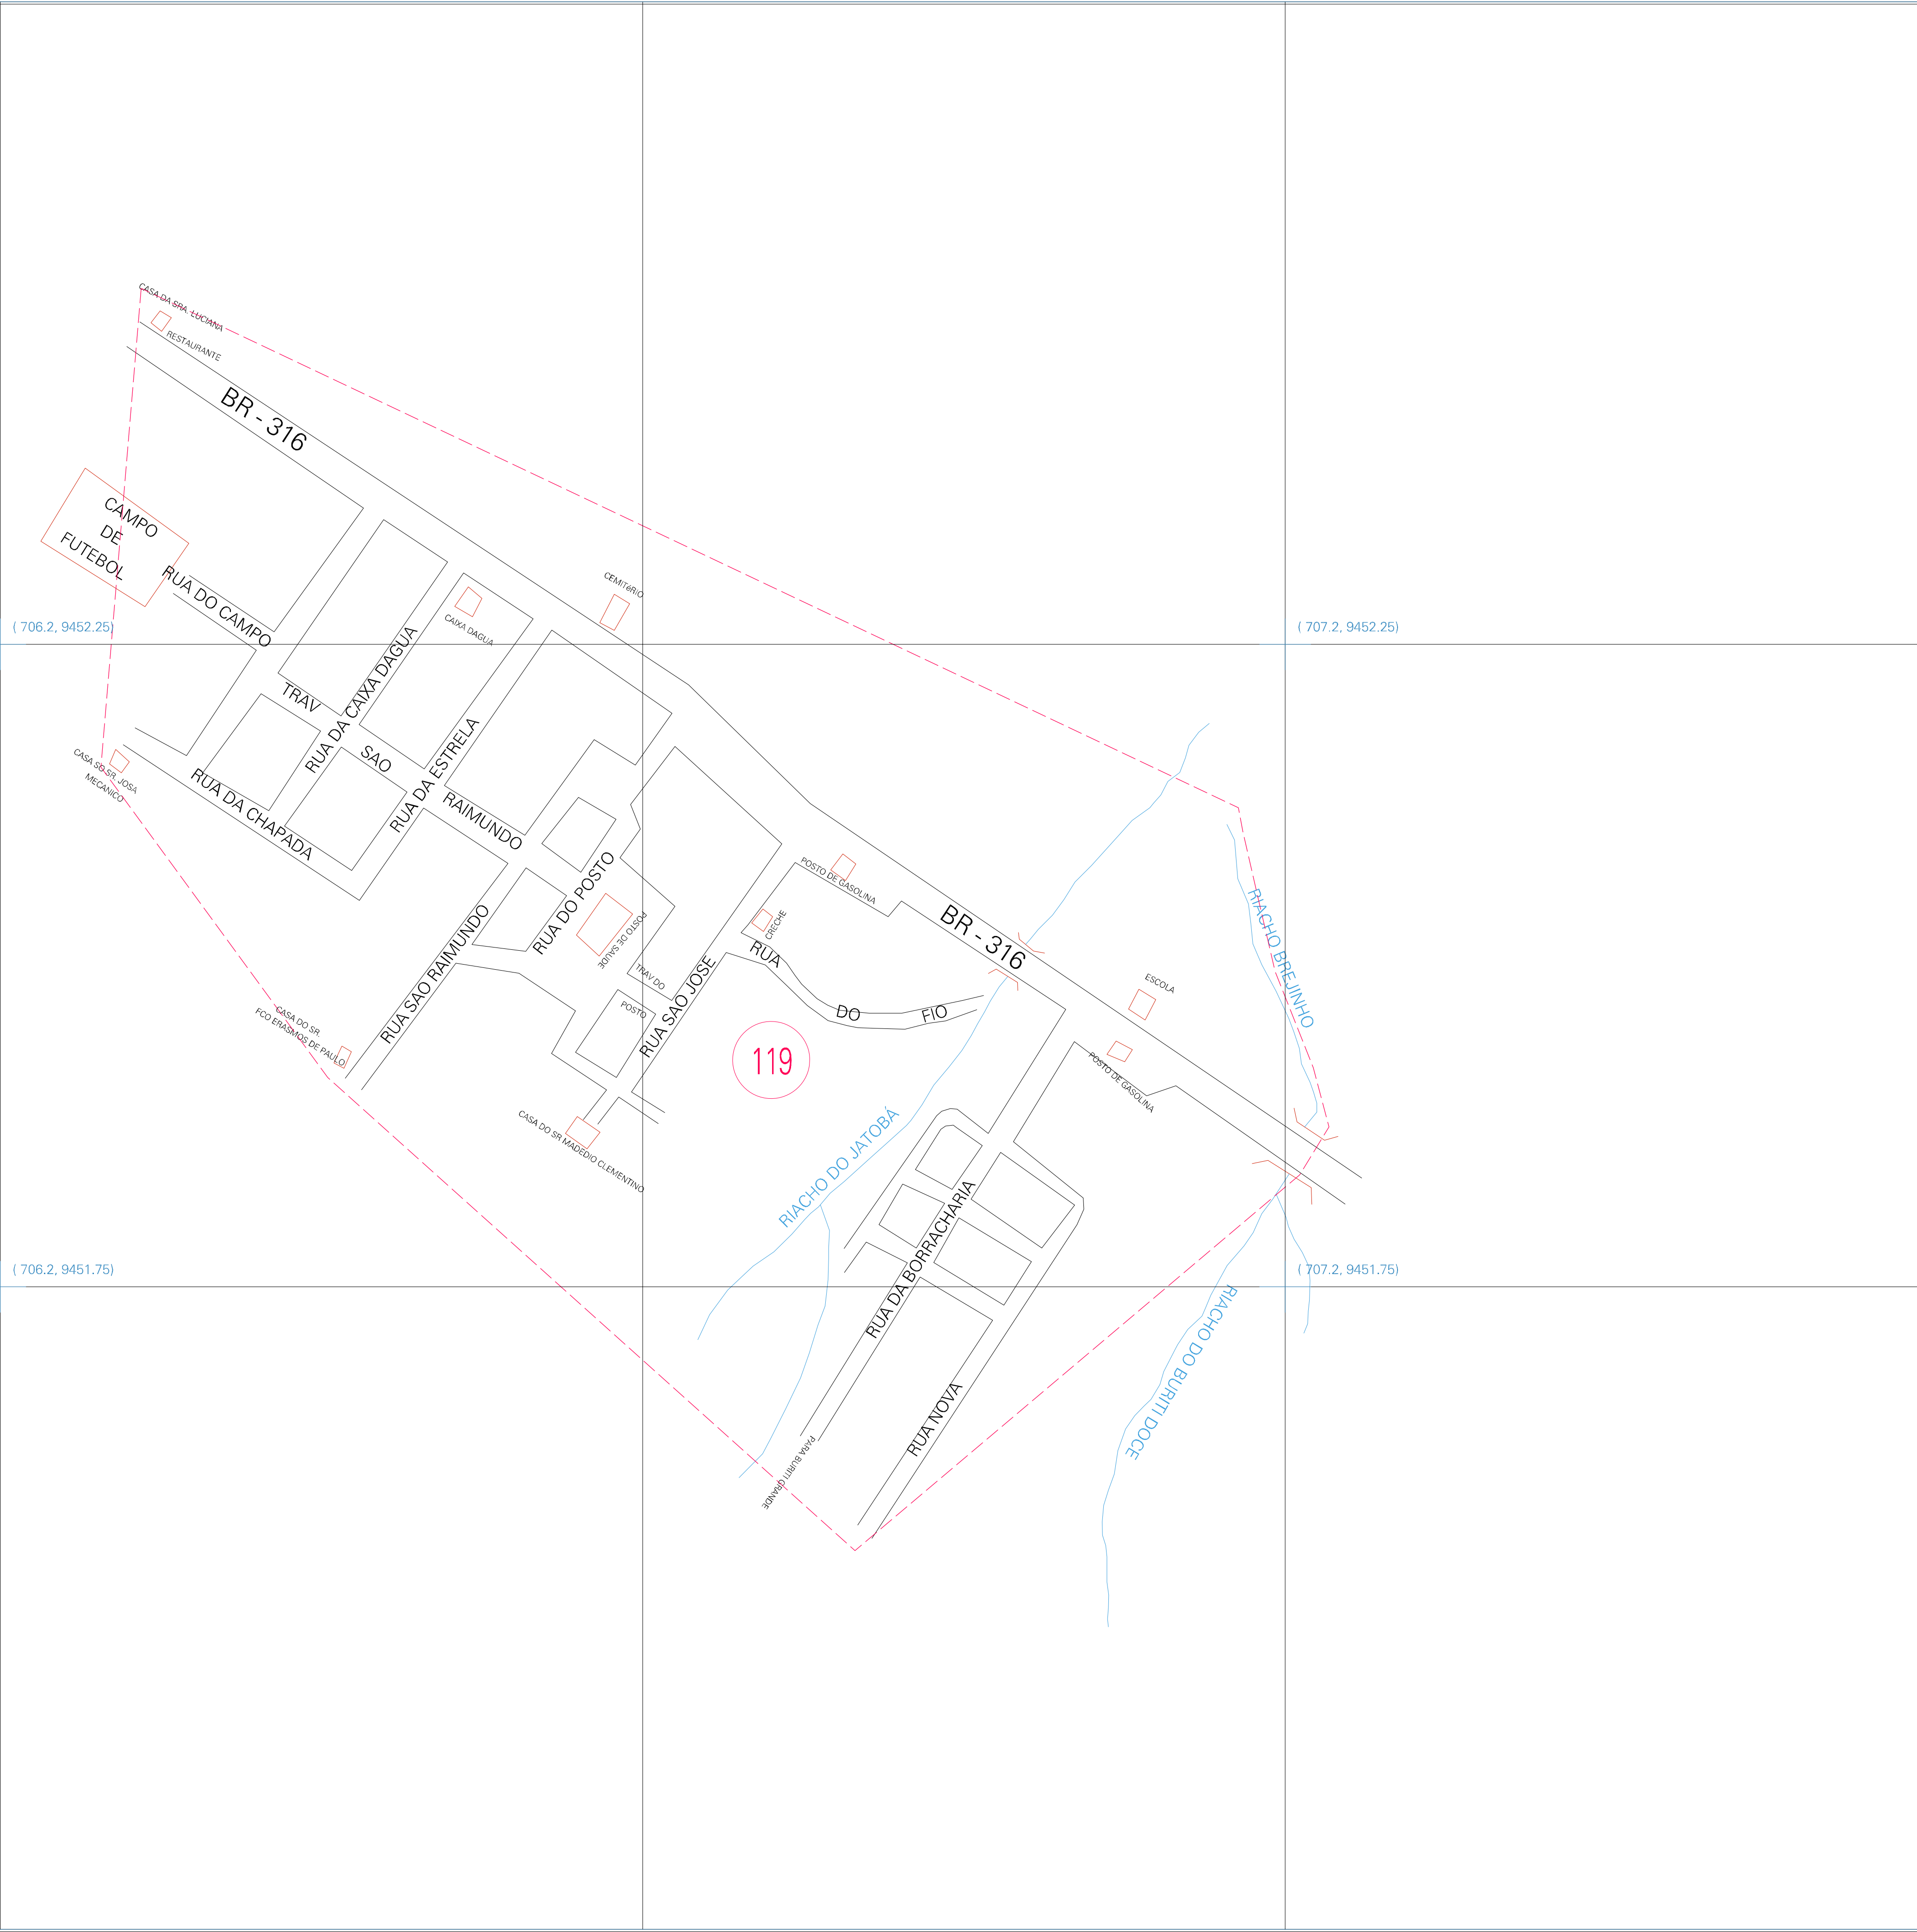 CASA DA SRA. LUCIANA
RESTAURANTE
BR - 316
CAMPO
DE
FUTEBOL
RUA DO CAMPO
CEMITéRIO
CAIXA DAGUA
( 706.2, 9452.25)
( 707.2, 9452.25)
TRAV
SAO
RAIMUNDO
RUA DA CAIXA DAGUA
RUA DA ESTRELA
CASA SO SR. JOSA
MECANICO
RUA DA CHAPADA
RUA DO POSTO
POSTO DE SAUDE
POSTO DE GASOLINA
CRECHE
RUA
DO
FIO
BR - 316
RIACHO BREJINHO
RUA SAO RAIMUNDO
TRAV DO
POSTO
RUA SAO JOSE
ESCOLA
CASA DO SR.
FCO ERASMOS DE PAULO
119
POSTO DE GASOLINA
CASA DO SR MADEDIO CLEMENTINO
RIACHO DO JATOBÁ
RUA DA BORRACHARIA
( 706.2, 9451.75)
( 707.2, 9451.75)
RIACHO DO BURITI DOCE
RUA NOVA
PARA BURITI GRANDE